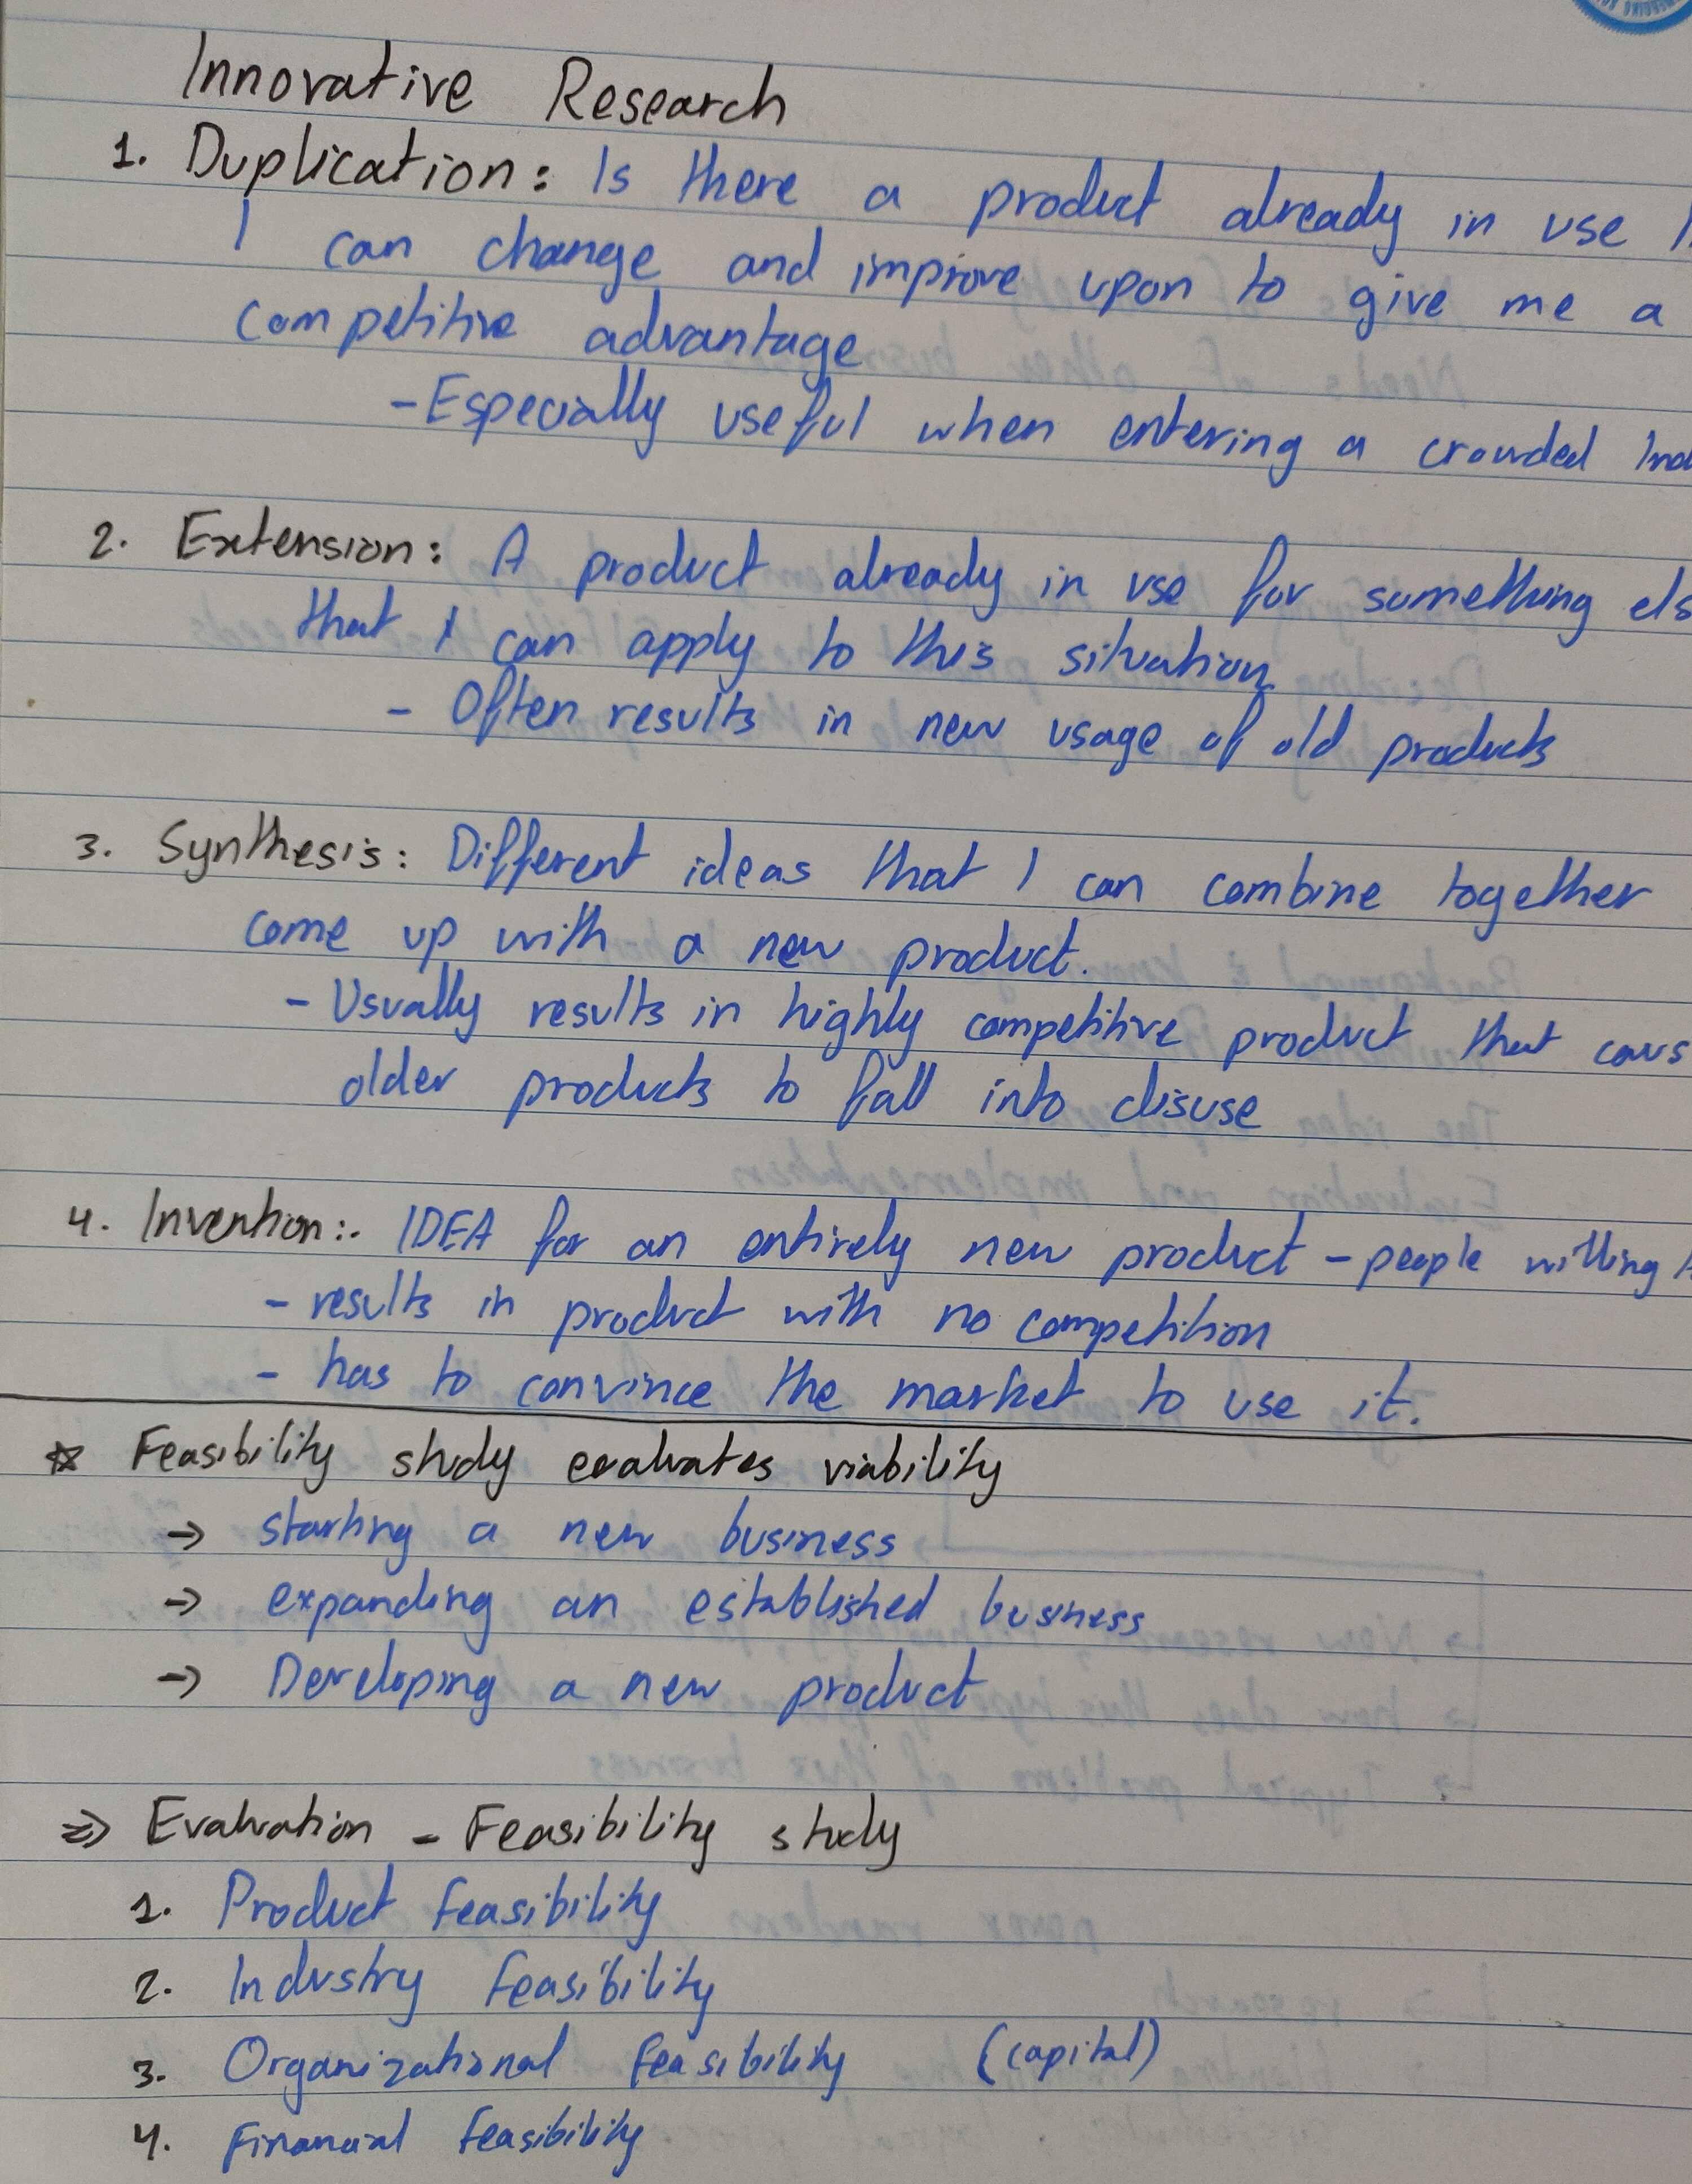 Innovative Research
1. Duplication: Is there a product already in use
I can change and improve upon to give me a
competitive advantage
- Especially useful when entering a crowded
2. Extension: A product already in use for something els
that I can apply to this situation
- Often results in new usage of old products
3. Synthesis: Different ideas that I can combine together
come up with a new product.
- Usually results in highly competitive product that caus
older products to fall into disuse
4. Invention:- IDEA for an entirely new product - people willing
- results in product with no competition
- has to convince the market to use it.
☆ Feasibility study evaluates viability
→ starting a new business
→ expanding an established business
→ Developing a new product
⇒ Evaluation - Feasibility study
1. Product Feasibility
2. Industry Feasibility
3. Organizational Feasibility (capital)
4. Financial Feasibility